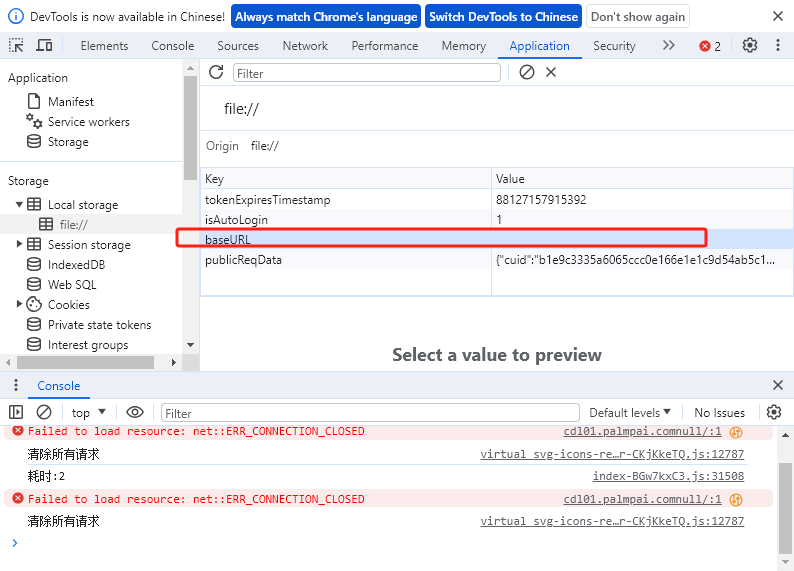 DevTools is now available in Chinese! Always match Chrome's language Switch DevTools to Chinese Don't show again
Elements Console Sources Network Performance Memory Application Security 2
Application
Manifest
Service workers
Storage
Storage
Local storage
file://
Session storage
IndexedDB
Web SQL
Cookies
Private state tokens
Interest groups
Filter
file://
Origin file://
Key Value
tokenExpiresTimestamp 88127157915392
isAutoLogin 1
baseURL
publicReqData {"cuid":"b1e9c3335a6065ccc0e166e1e1c9d54ab5c1...
Select a value to preview
Console
top Filter Default levels No Issues
Failed to load resource: net::ERR_CONNECTION_CLOSED cdl01.palmpai.comnull/:1
清除所有请求 virtual svg-icons-re…r-CKjKkeTQ.js:12787
耗时:2 index-BGw7kxC3.js:31508
Failed to load resource: net::ERR_CONNECTION_CLOSED cdl01.palmpai.comnull/:1
清除所有请求 virtual svg-icons-re…r-CKjKkeTQ.js:12787